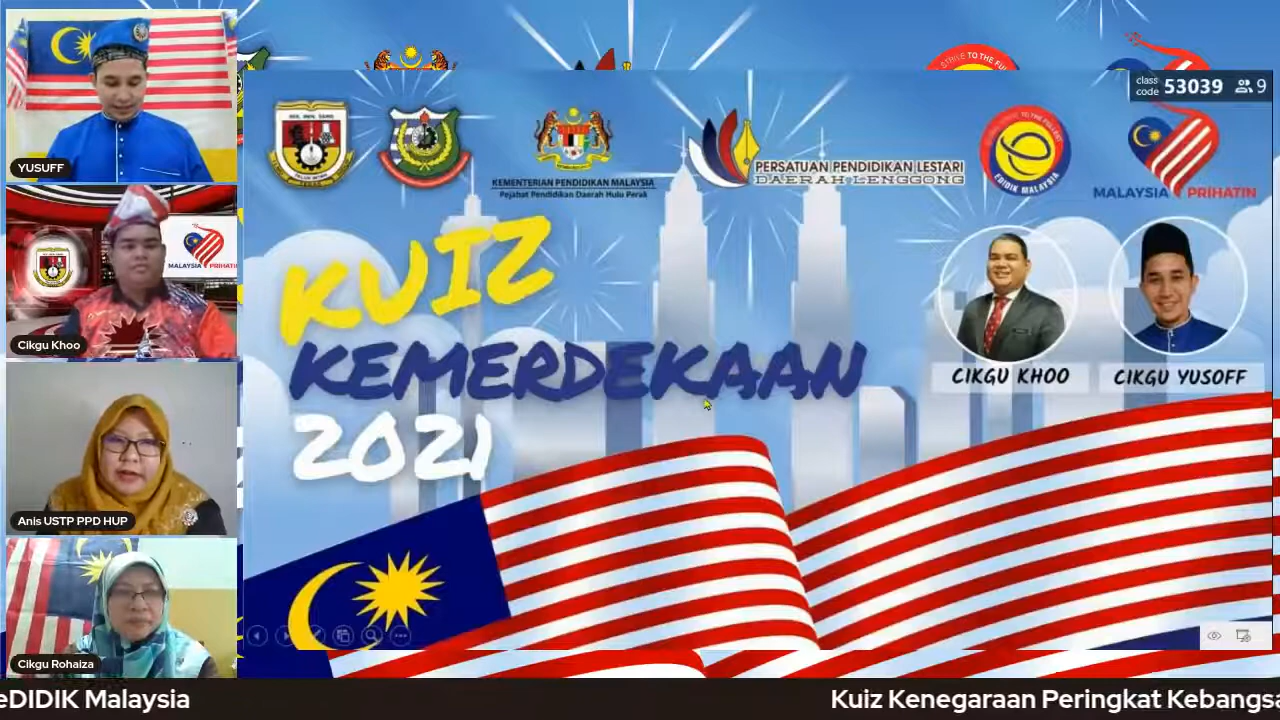 YUSUFF
Cikgu Khoo
MALAYSIA PRIHATIN
Anis USTP PPD HUP
Cikgu Rohaiza
class code 53039 9
KEMENTERIAN PENDIDIKAN MALAYSIA
Pejabat Pendidikan Daerah Hulu Perak
PERSATUAN PENDIDIKAN LESTARI
DAERAH LENGGONG
EDIDIK MALAYSIA
MALAYSIA PRIHATIN
KUIZ
KEMERDEKAAN
2021
CIKGU KHOO
CIKGU YUSOFF
eDIDIK Malaysia
Kuiz Kenegaraan Peringkat Kebangsa